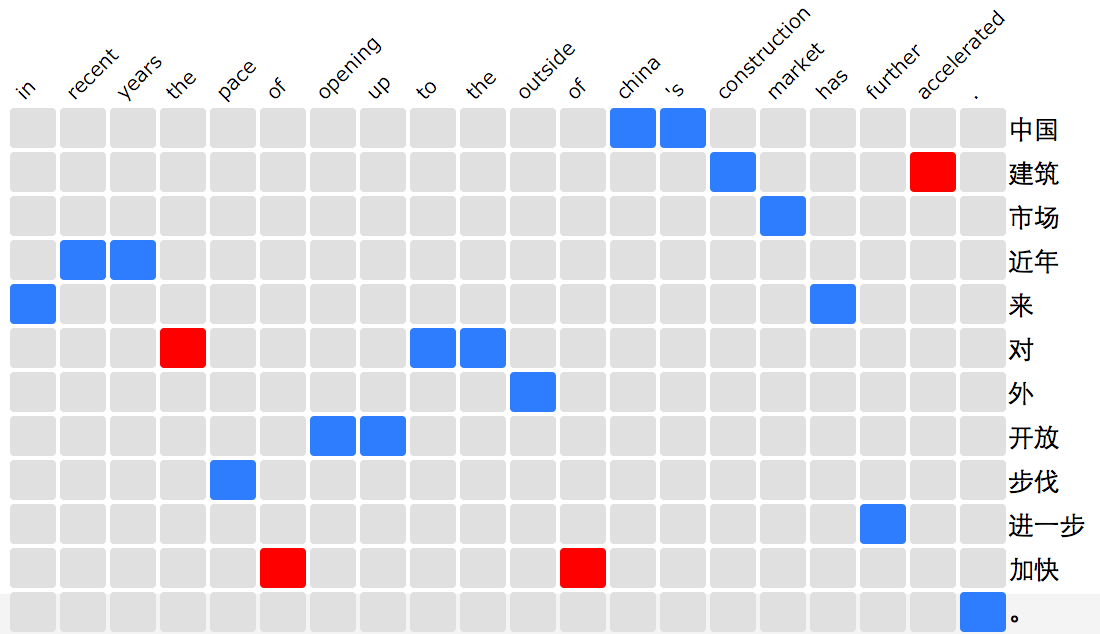 in recent years the pace of opening up to the outside of china 's construction market has further accelerated .
中国
建筑
市场
近年
来
对
外
开放
步伐
进一步
加快
。